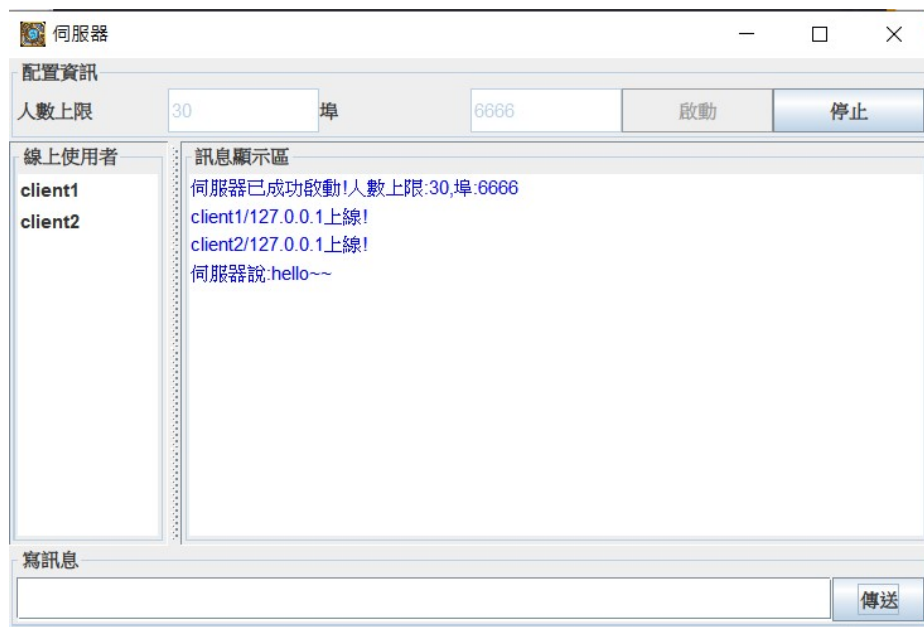 伺服器
配置資訊
人數上限 30 埠 6666 啟動 停止
線上使用者
client1
client2
訊息顯示區
伺服器已成功啟動!人數上限:30,埠:6666
client1/127.0.0.1上線!
client2/127.0.0.1上線!
伺服器說:hello~~
寫訊息
傳送